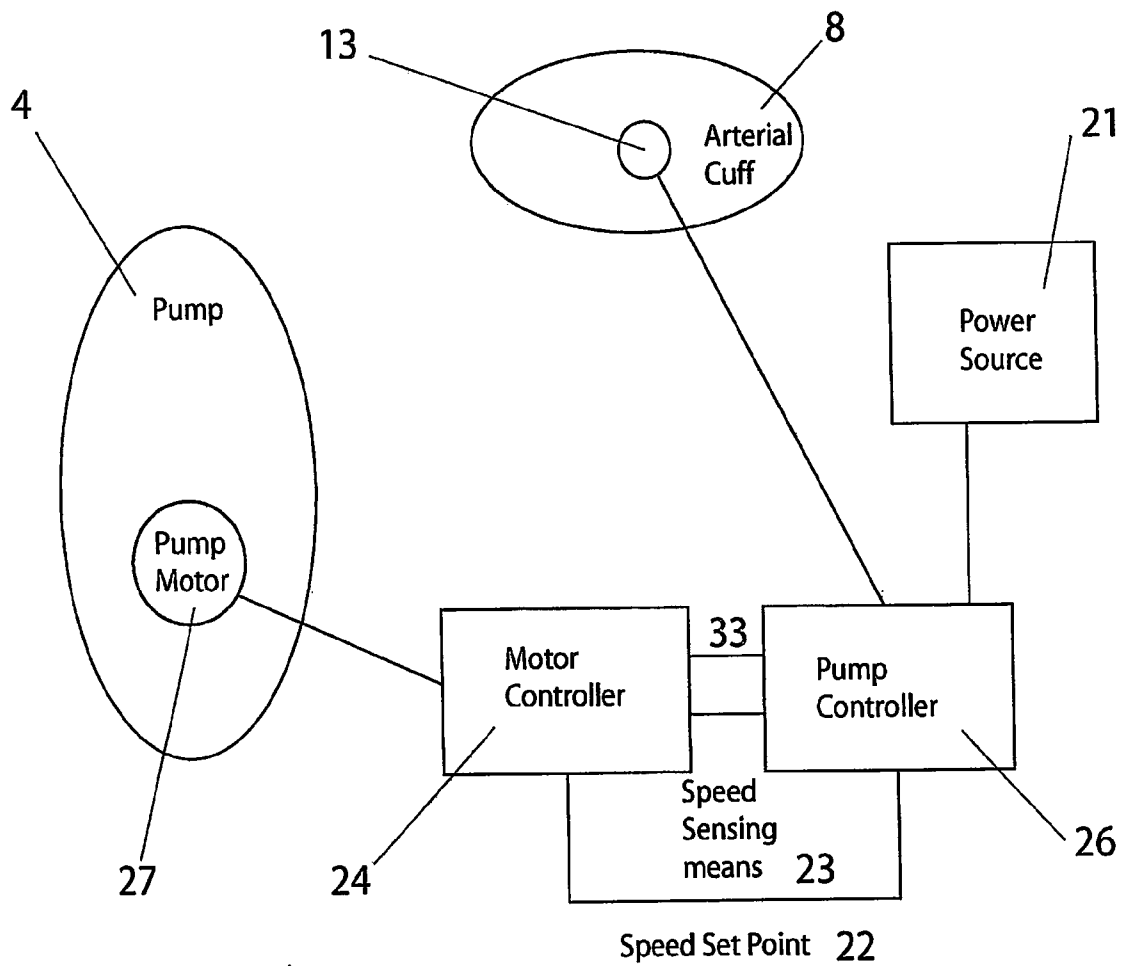 13
8
4
21
Arterial
Cuff
Pump
Power
Source
Pump
Motor
33
Motor
Controller
Pump
Controller
Speed
Sensing
means 23
27
24
26
Speed Set Point 22